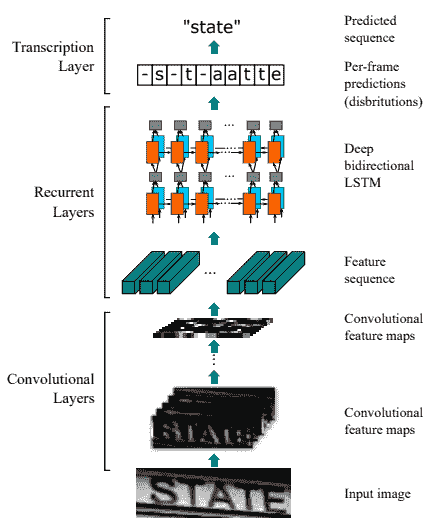 "state"
Predicted
sequence
Transcription
Layer
-s-t-aatte
Per-frame
predictions
(disbritutions)
Deep
bidirectional
LSTM
Recurrent
Layers
...
Feature
sequence
Convolutional
feature maps
Convolutional
Layers
STATE
Convolutional
feature maps
STATE
Input image